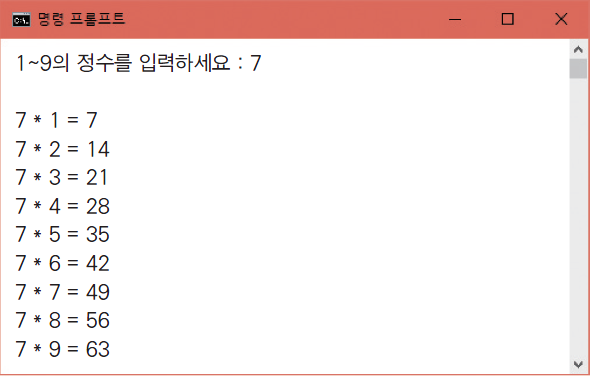 명령 프롬프트
1~9의 정수를 입력하세요 : 7
7 * 1 = 7
7 * 2 = 14
7 * 3 = 21
7 * 4 = 28
7 * 5 = 35
7 * 6 = 42
7 * 7 = 49
7 * 8 = 56
7 * 9 = 63